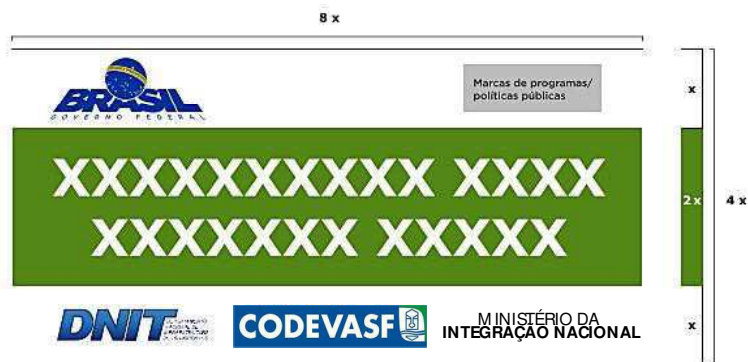 8 x
BRASIL
GOVERNO FEDERAL
Marcas de programas/
políticas públicas
x
XXXXXXXXXXX XXXX
XXXXXXX XXXXX
2 x
4 x
DNIT
CODEVASF
MINISTÉRIO DA
INTEGRAÇÃO NACIONAL
x